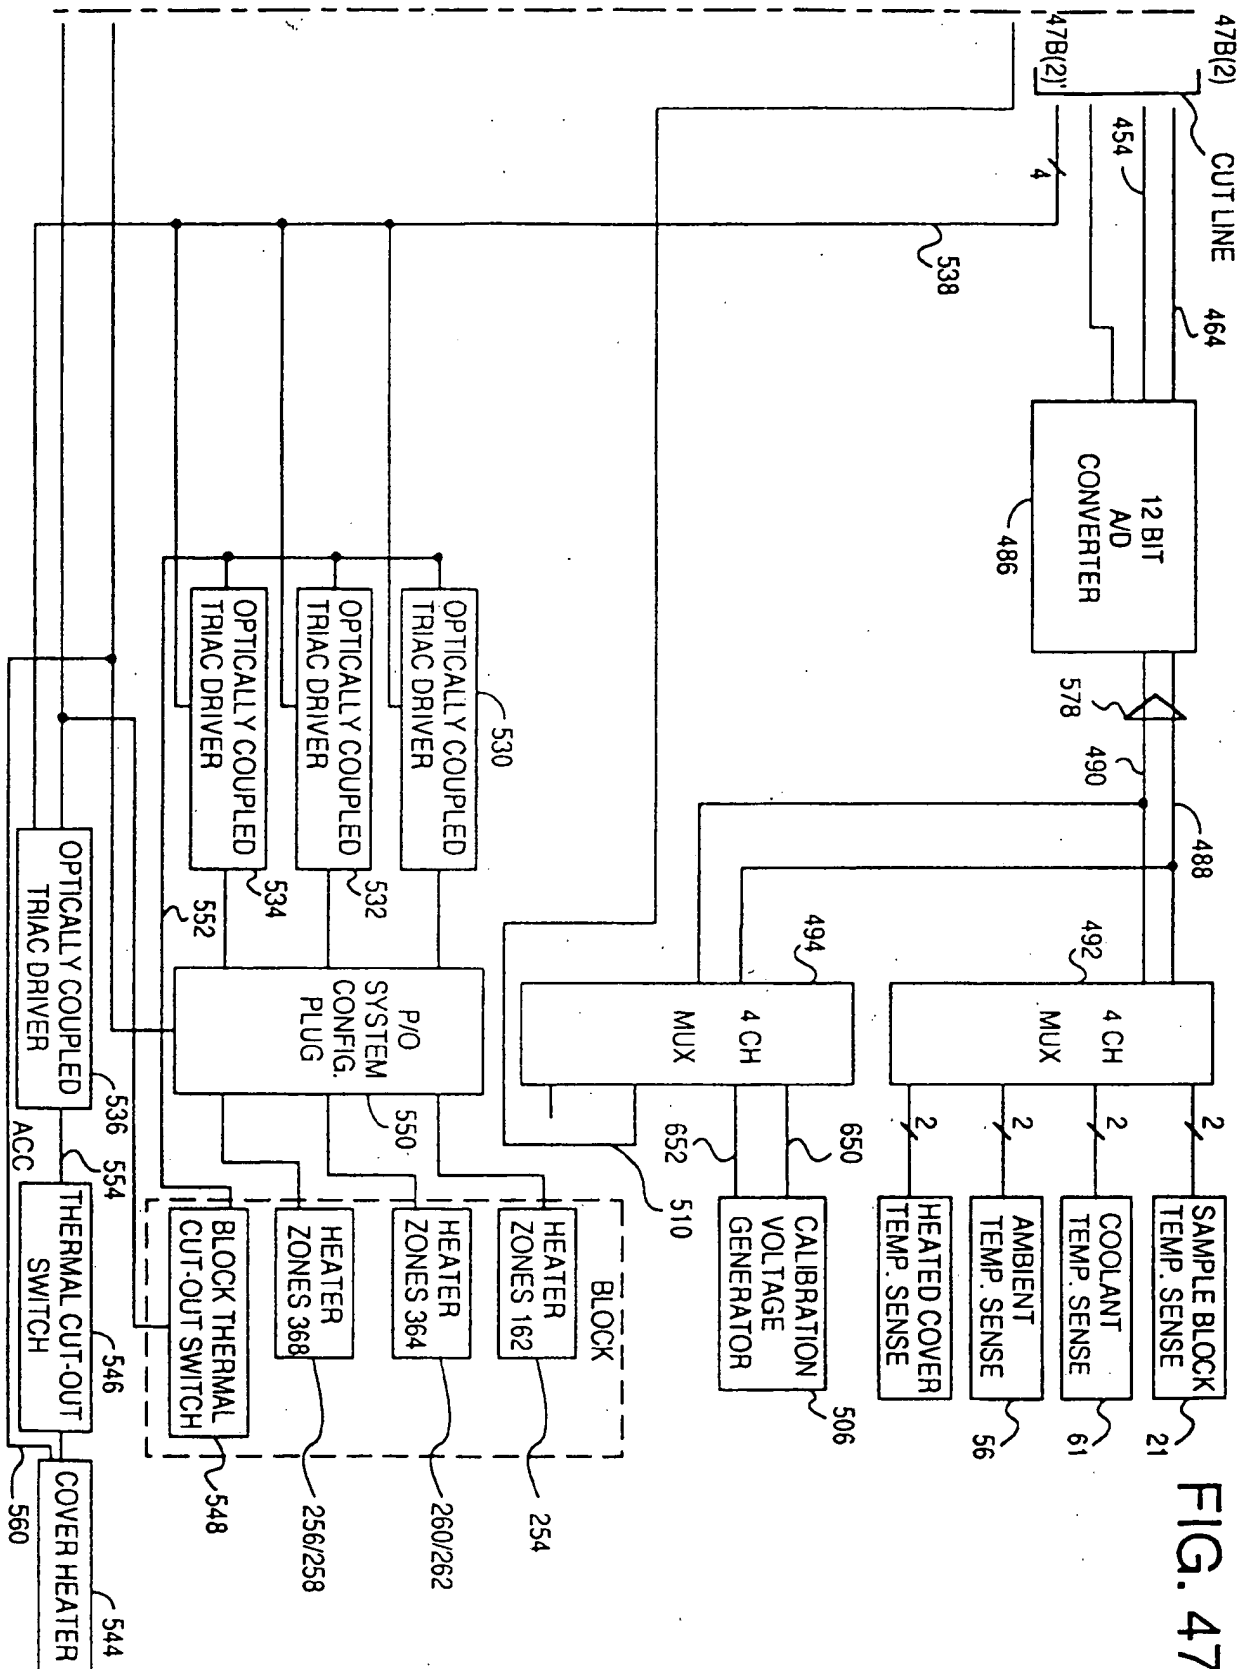 FIG. 47
47B(2)
47B(2)'
CUT LINE
454
464
4
538
12 BIT
A/D
CONVERTER
486
578
490
488
492
4 CH
MUX
494
4 CH
MUX
2
2
2
2
SAMPLE BLOCK
TEMP. SENSE
21
COOLANT
TEMP. SENSE
61
AMBIENT
TEMP. SENSE
56
HEATED COVER
TEMP. SENSE
650
652
CALIBRATION
VOLTAGE
GENERATOR
506
510
OPTICALLY COUPLED
TRIAC DRIVER
530
OPTICALLY COUPLED
TRIAC DRIVER
532
OPTICALLY COUPLED
TRIAC DRIVER
534
552
P/O
SYSTEM
CONFIG.
PLUG
550
BLOCK
HEATER
ZONES 162
254
HEATER
ZONES 364
260/262
HEATER
ZONES 368
256/258
BLOCK THERMAL
CUT-OUT SWITCH
548
OPTICALLY COUPLED
TRIAC DRIVER
536
ACC
554
THERMAL CUT-OUT
SWITCH
546
COVER HEATER
544
560